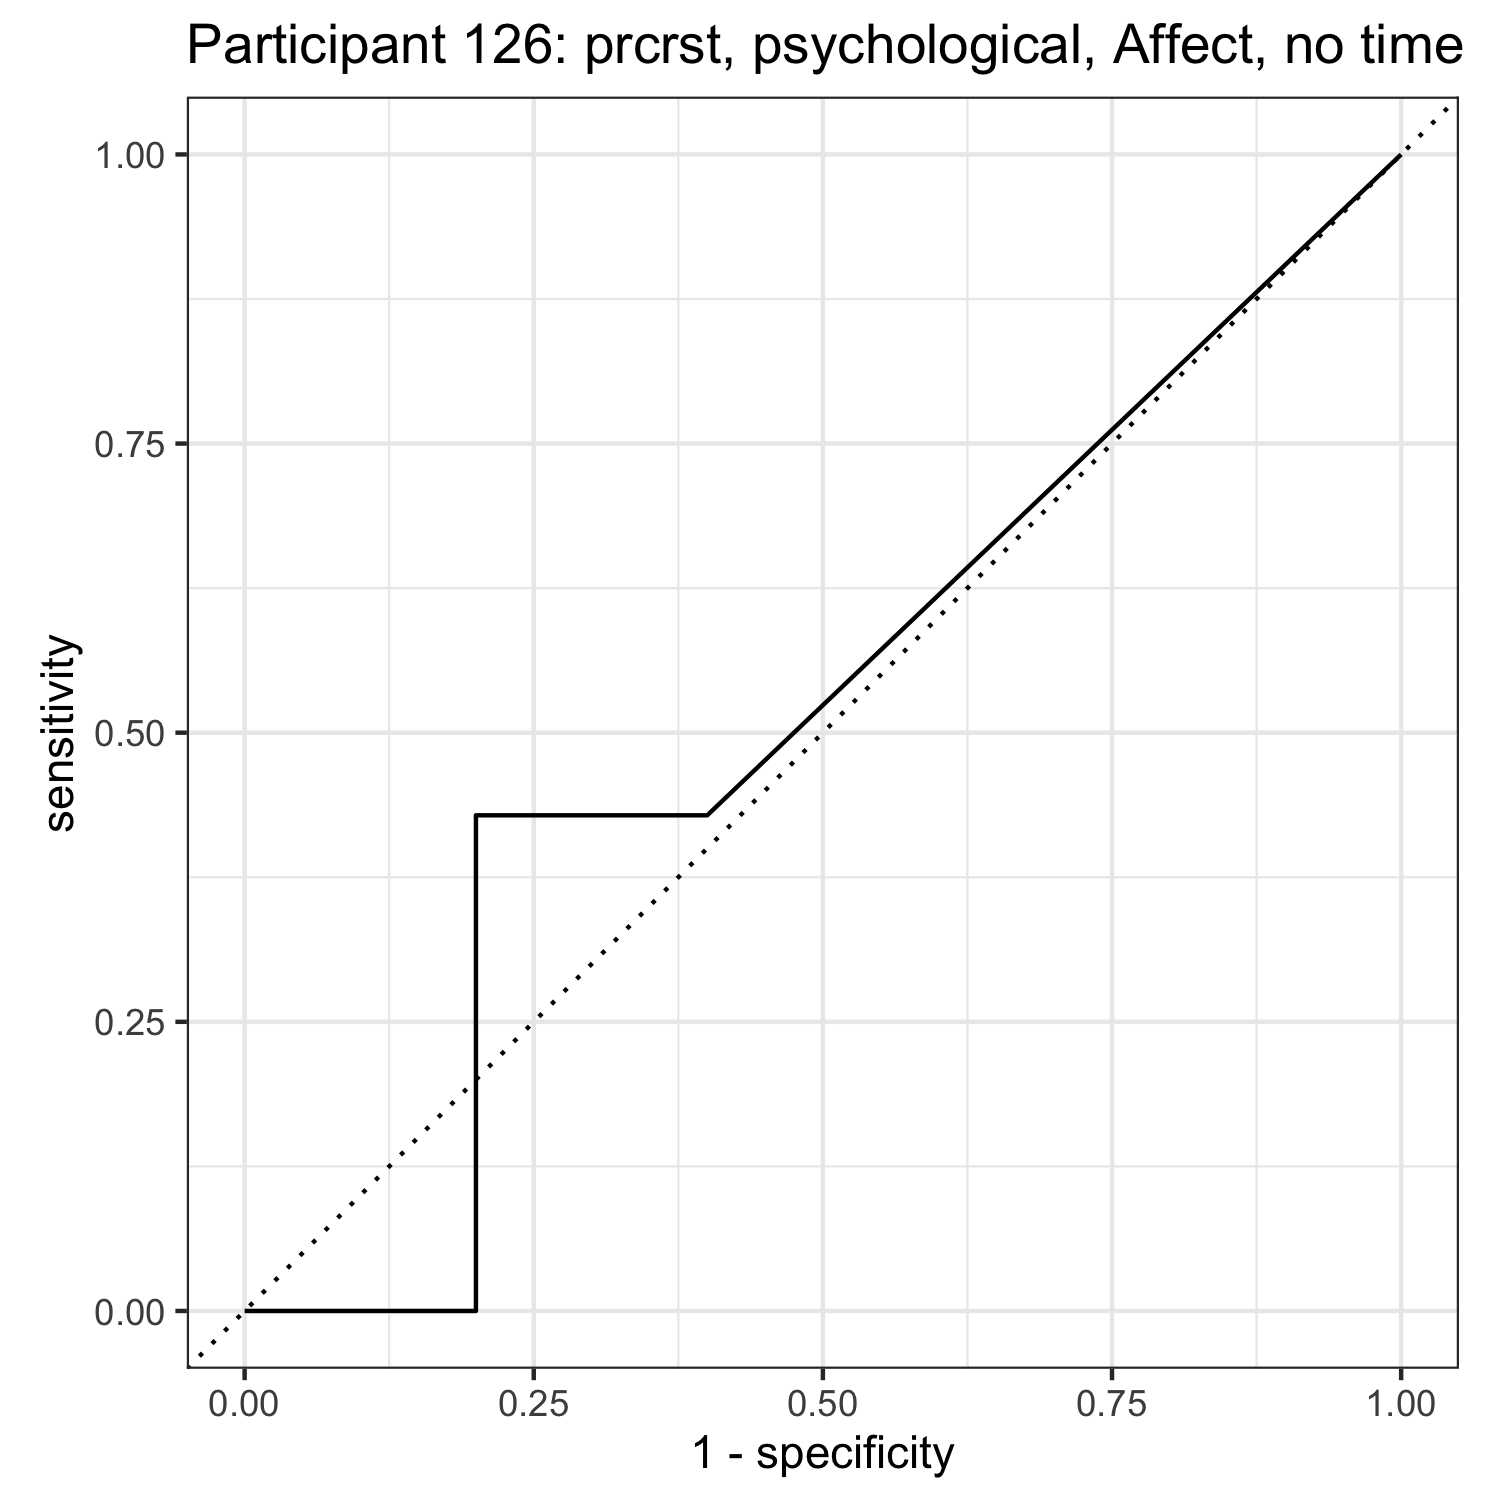 Participant 126: prcrst, psychological, Affect, no time
1.00
0.75
0.50
0.25
0.00
sensitivity
0.00 0.25 0.50 0.75 1.00
1 - specificity